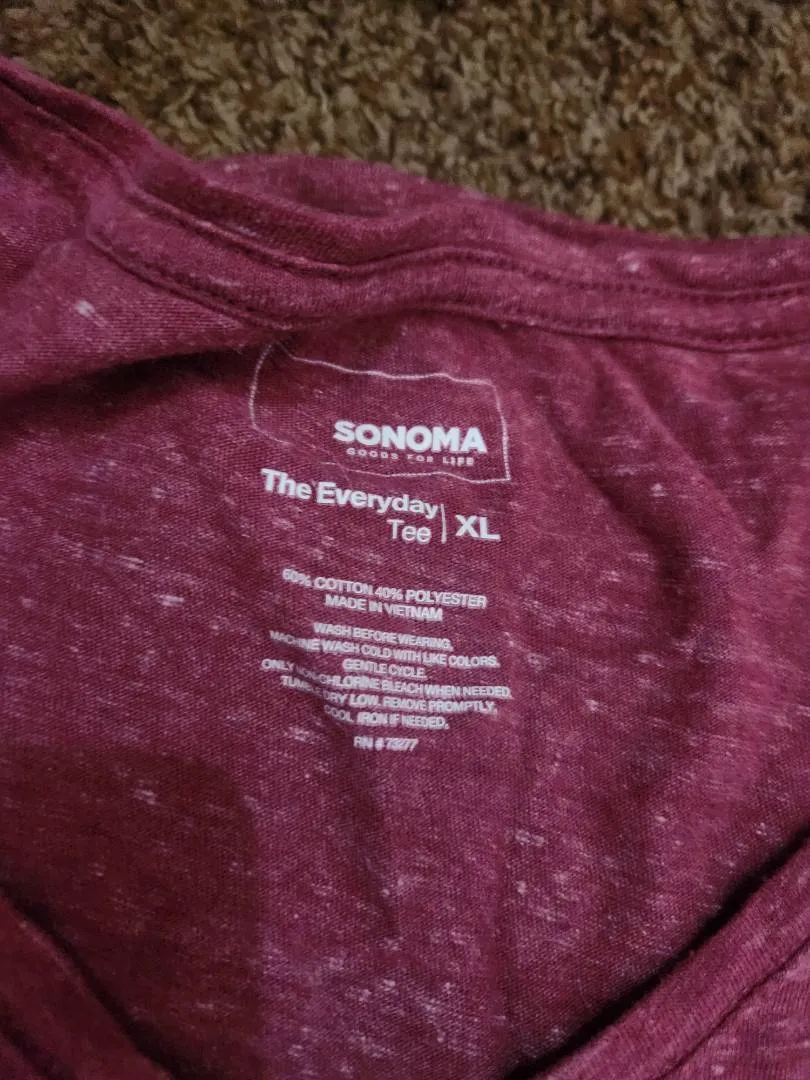 SONOMA
GOODS FOR LIFE
The Everyday
Tee | XL
60% COTTON 40% POLYESTER
MADE IN VIETNAM
WASH BEFORE WEARING.
MACHINE WASH COLD WITH LIKE COLORS.
GENTLE CYCLE.
ONLY NON-CHLORINE BLEACH WHEN NEEDED.
TUMBLE DRY LOW. REMOVE PROMPTLY.
COOL IRON IF NEEDED.
RN # 73277